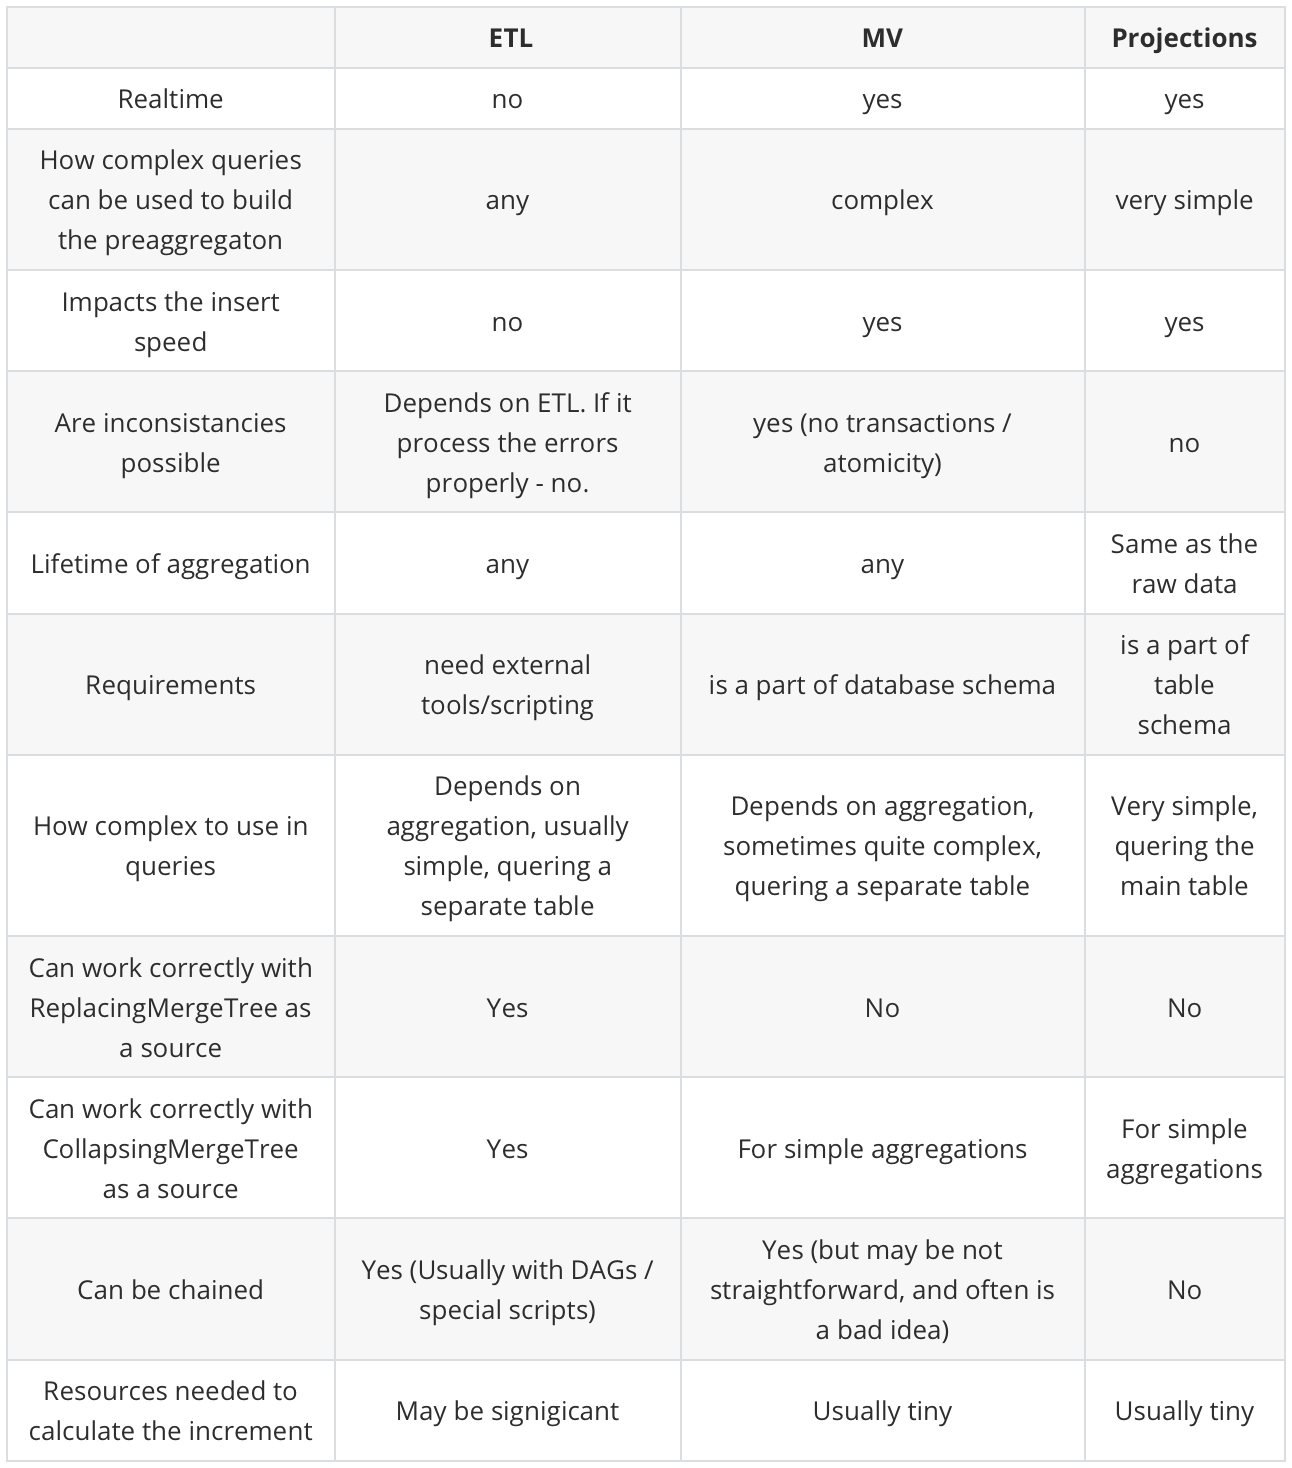 ETL MV Projections
Realtime no yes yes
How complex queries
can be used to build
the preaggregaton
any
complex
very simple
Impacts the insert
speed
no
yes
yes
Are inconsistancies
possible
Depends on ETL. If it
process the errors
properly - no.
yes (no transactions /
atomicity)
no
Lifetime of aggregation
any
any
Same as the
raw data
Requirements
need external
tools/scripting
is a part of database schema
is a part of
table
schema
How complex to use in
queries
Depends on
aggregation, usually
simple, quering a
separate table
Depends on aggregation,
sometimes quite complex,
quering a separate table
Very simple,
quering the
main table
Can work correctly with
ReplacingMergeTree as
a source
Yes
No
No
Can work correctly with
CollapsingMergeTree
as a source
Yes
For simple aggregations
For simple
aggregations
Can be chained
Yes (Usually with DAGs /
special scripts)
Yes (but may be not
straightforward, and often is
a bad idea)
No
Resources needed to
calculate the increment
May be signigicant
Usually tiny
Usually tiny